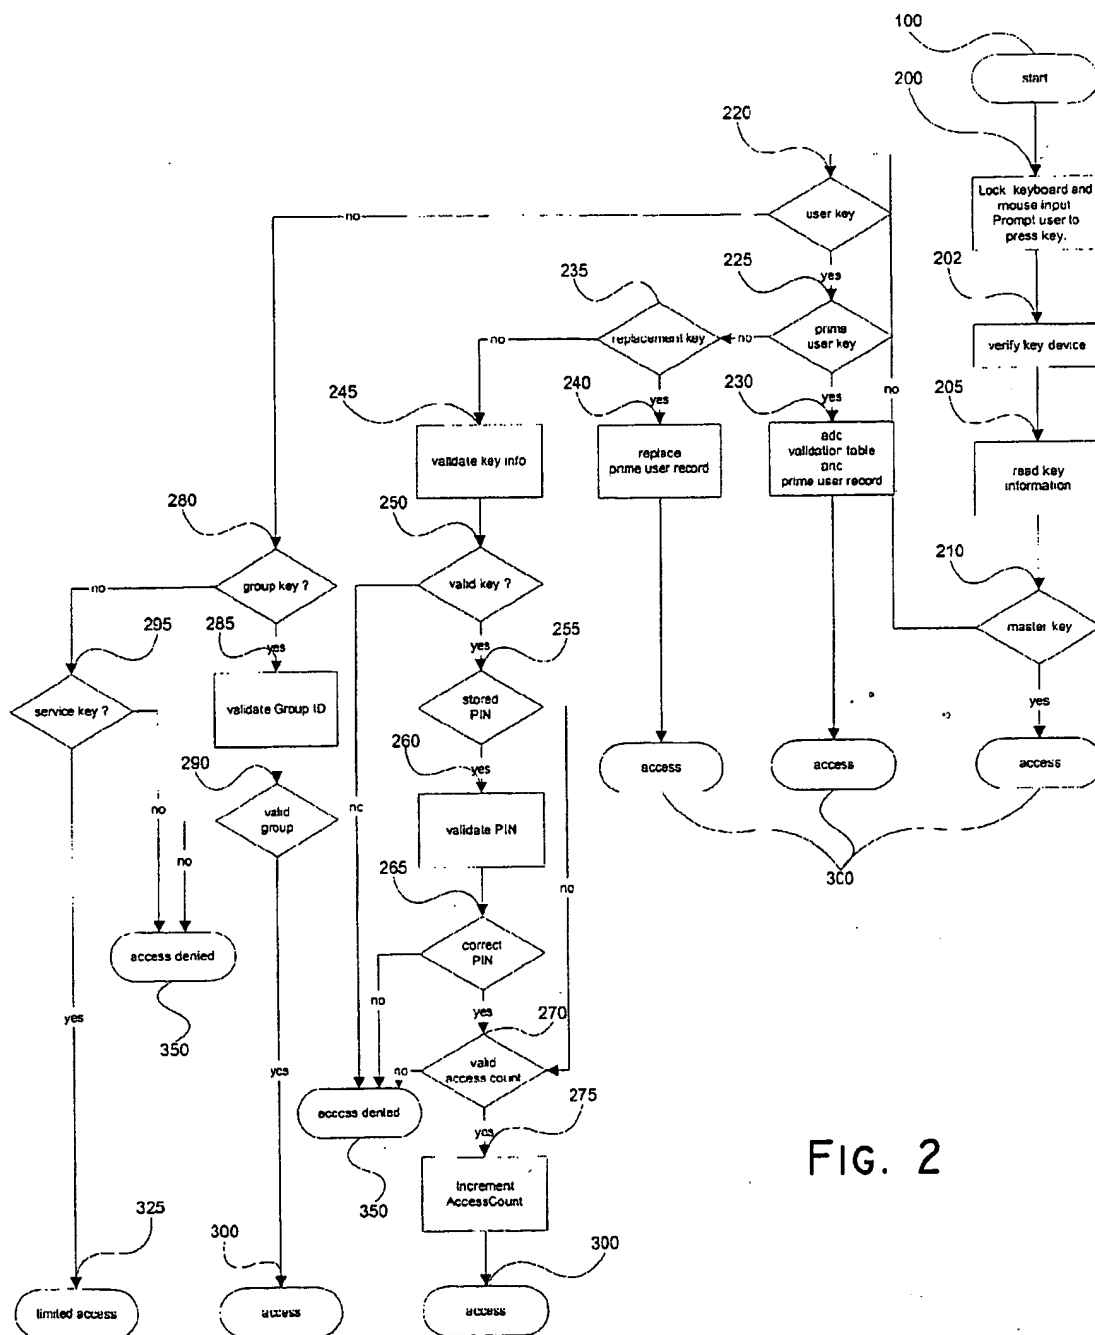 100
start
200
220
Lock keyboard and
mouse input
Prompt user to
press key.
user key
no
202
yes
225
235
prime
user key
replacement key
no
no
verify key device
no
205
yes
240
yes
230
245
add
validation table
and
prime user record
replace
prime user record
validate key info
read key
information
280
250
210
group key ?
valid key ?
no
no
master key
295
285
yes
yes
255
service key ?
validate Group ID
stored
PIN
yes
260
yes
290
access
access
access
no
valid
group
no
validate PIN
no
265
300
no
access denied
correct
PIN
no
yes
270
yes
350
yes
valid
access count
no
275
access denied
yes
350
Increment
AccessCount
FIG. 2
325
300
300
limited access
access
access